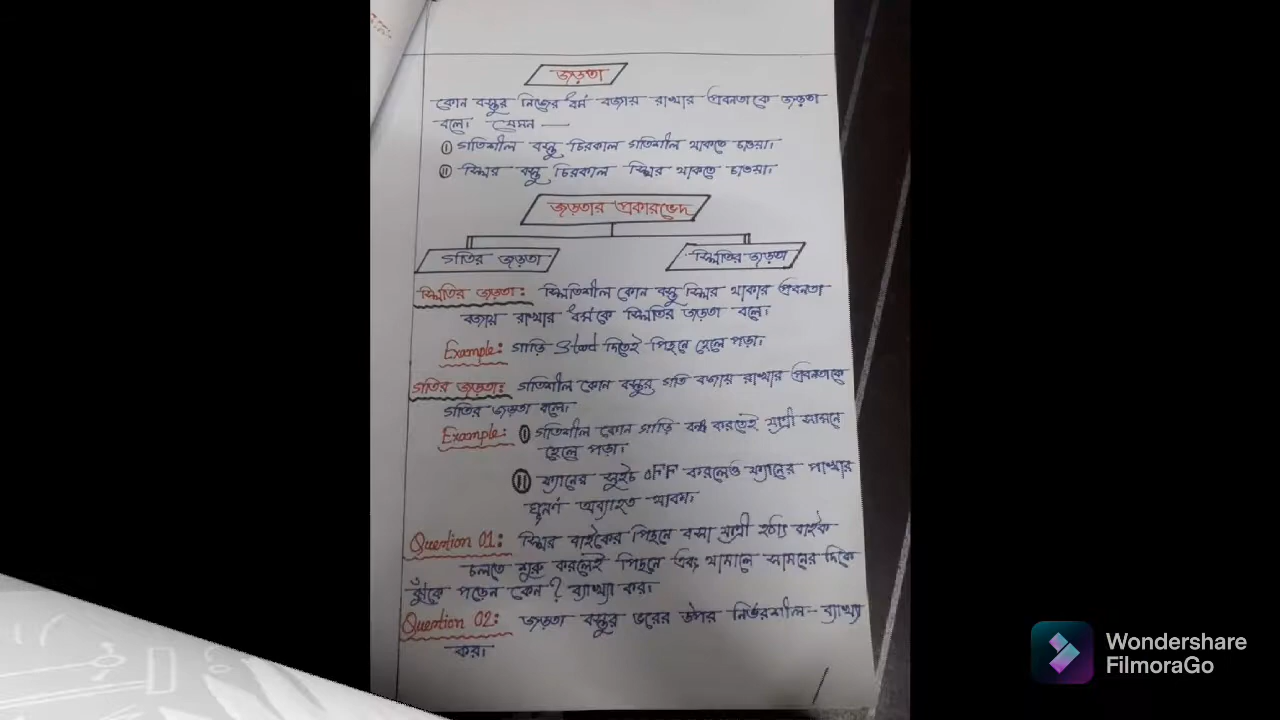 জড়তা
কোন বস্তুর নিজের ধর্ম বজায় রাখার প্রবনতাকে জড়তা
বলে। যেমন —
(i) গতিশীল বস্তু চিরকাল গতিশীল থাকতে চাওয়া।
(ii) স্থির বস্তু চিরকাল স্থির থাকতে চাওয়া।
জড়তার প্রকারভেদ
গতির জড়তা স্থিতির জড়তা
স্থিতির জড়তা: স্থিতিশীল কোন বস্তু স্থির থাকার প্রবনতা
বজায় রাখার ধর্মকে স্থিতির জড়তা বলে।
Example: গাড়ি দিতেই পিছনে হেলে পড়া।
গতির জড়তা: গতিশীল কোন বস্তুর গতি বজায় রাখার প্রবনতাকে
গতির জড়তা বলে।
Example: (i) গতিশীল কোন গাড়ি বন্ধ করতেই যাত্রী সামনে
হেলে পড়া।
(ii) ফ্যানের সুইচ OFF করলেও ফ্যানের পাখার
ঘূর্ণন অব্যাহত থাকা।
Question 01: স্থির বাইকের পিছনে বসা যাত্রী হঠাৎ বাইক
চলতে শুরু করলেই পিছনে এবং থামালে সামনের দিকে
ঝুঁকে পড়েন কেন? ব্যাখ্যা কর।
Question 02: জড়তা বস্তুর ভরের উপর নির্ভরশীল - ব্যাখ্যা
কর।
Wondershare
FilmoraGo